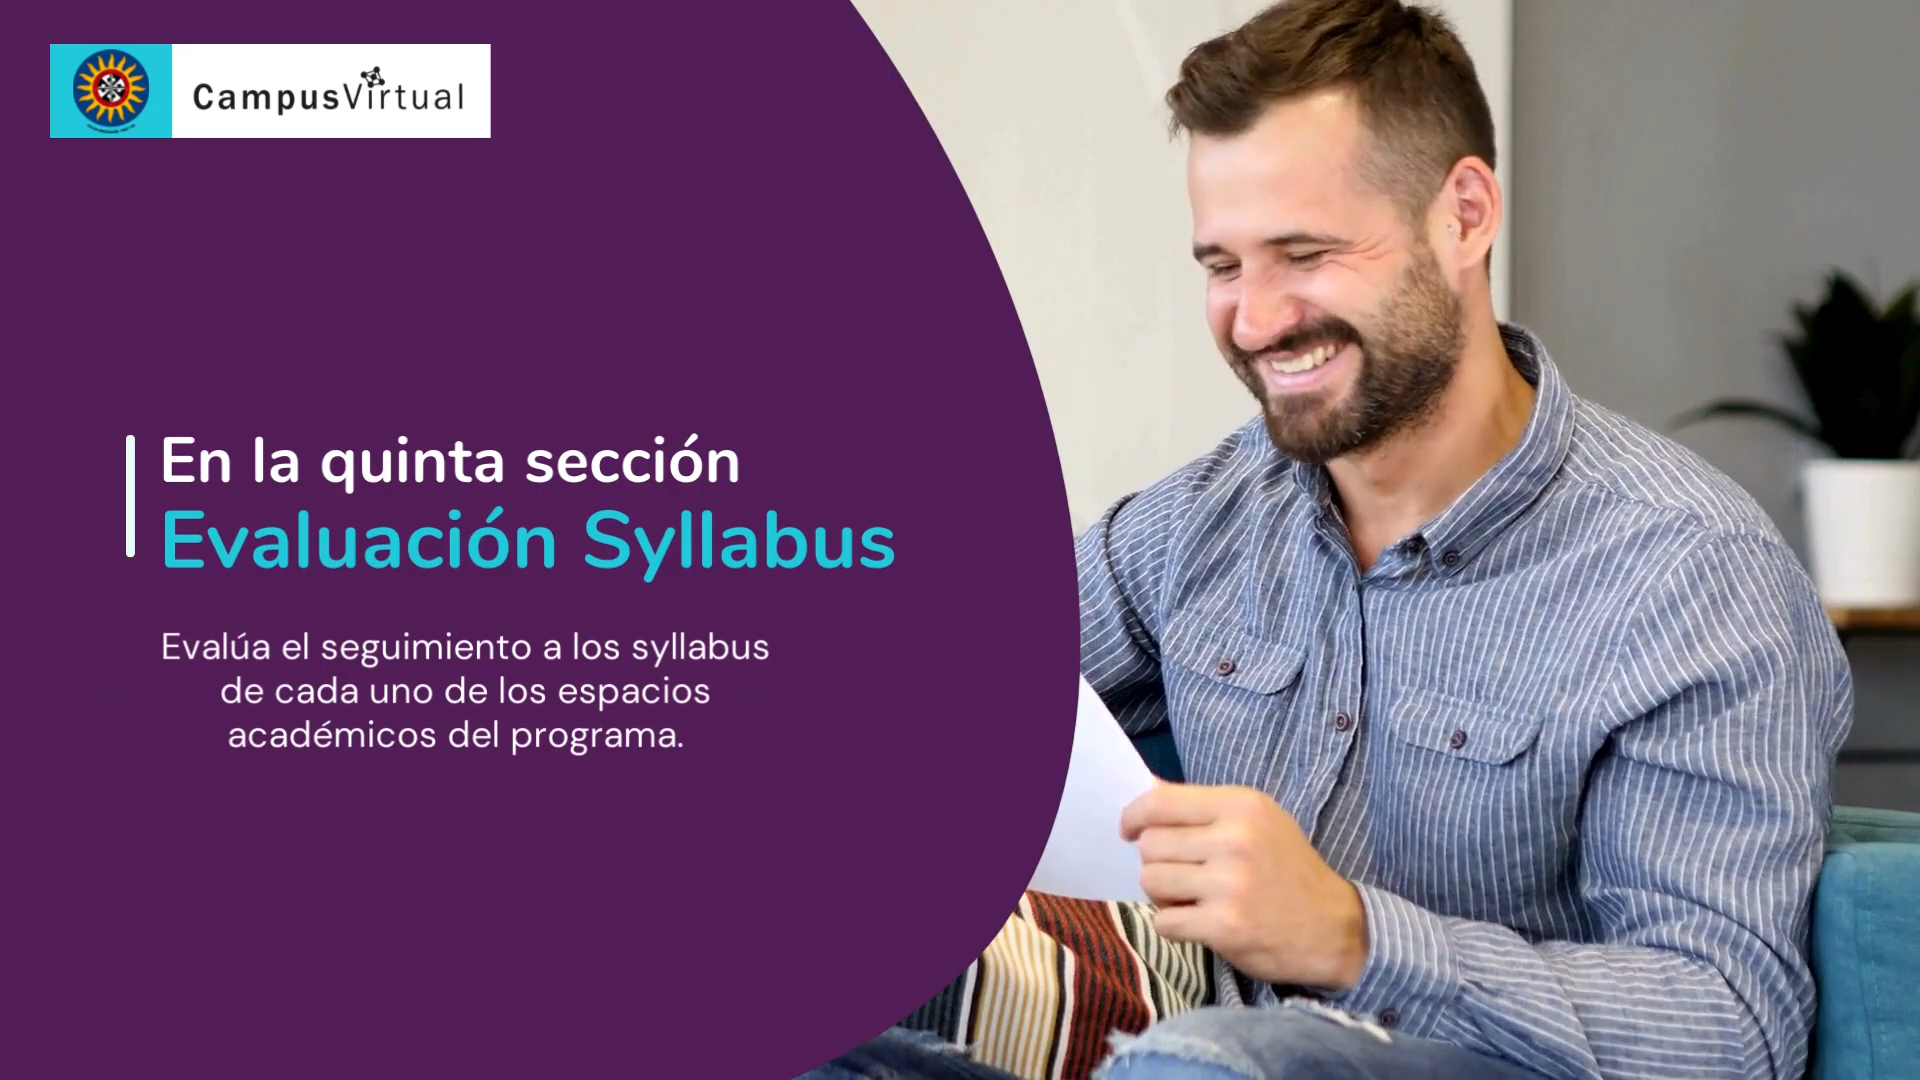 CampusVirtual
En la quinta sección
Evaluación Syllabus
Evalúa el seguimiento a los syllabus
de cada uno de los espacios
académicos del programa.